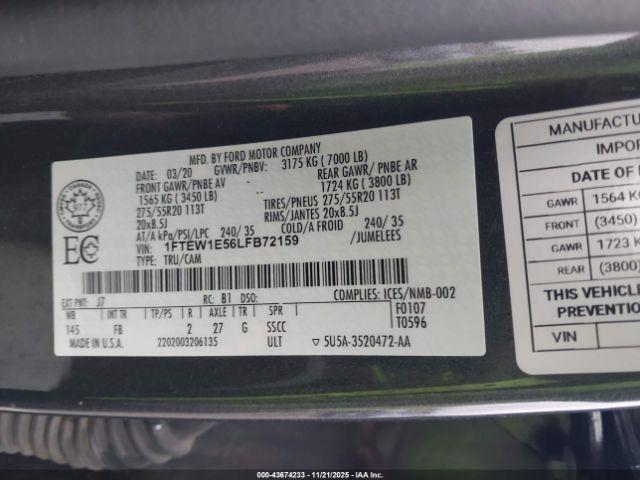 MFD. BY FORD MOTOR COMPANY
DATE: 03/20 GVWR/PNBV: 3175 KG ( 7000 LB)
FRONT GAWR/PNBE AV REAR GAWR/ PNBE AR
1565 KG ( 3450 LB) 1724 KG ( 3800 LB)
275/55R20 113T TIRES/PNEUS 275/55R20 113T
20x8.5J RIMS/JANTES 20x8.5J
AT/A kPa/PSI/LPC 240/ 35 COLD/A FROID 240/ 35
VIN: 1FTEW1E56LFB72159 /JUMELEES
TYPE: TRU/CAM
EXT PNT: J7 RC: B1 DSO: COMPLIES: ICES/NMB-002
WB INT TR TP/PS R AXLE TR SPR F0107
145 FB 2 27 G SSCC T0596
MADE IN U.S.A. 2202003206135 ULT 5U5A-3520472-AA
EC
MANUFACTU
IMPOR
DATE OF
GAWR 1564 KG
FRONT (3450)
GAWR 1723 K
REAR (3800)
THIS VEHICLE
PREVENTION
VIN
000-43674233 - 11/21/2025 - IAA Inc.